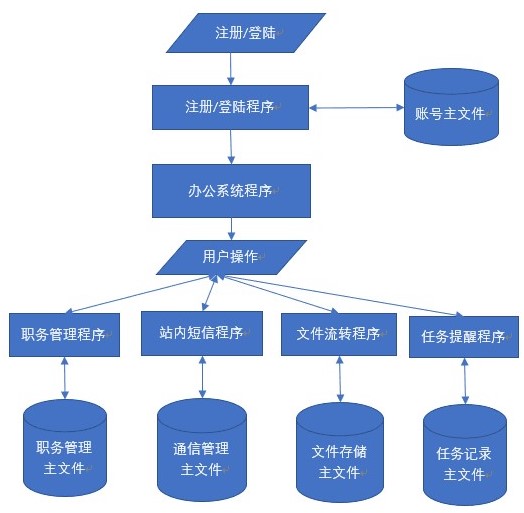 注册/登陆
注册/登陆程序
账号主文件
办公系统程序
用户操作
职务管理程序
站内短信程序
文件流转程序
任务提醒程序
职务管理
主文件
通信管理
主文件
文件存储
主文件
任务记录
主文件